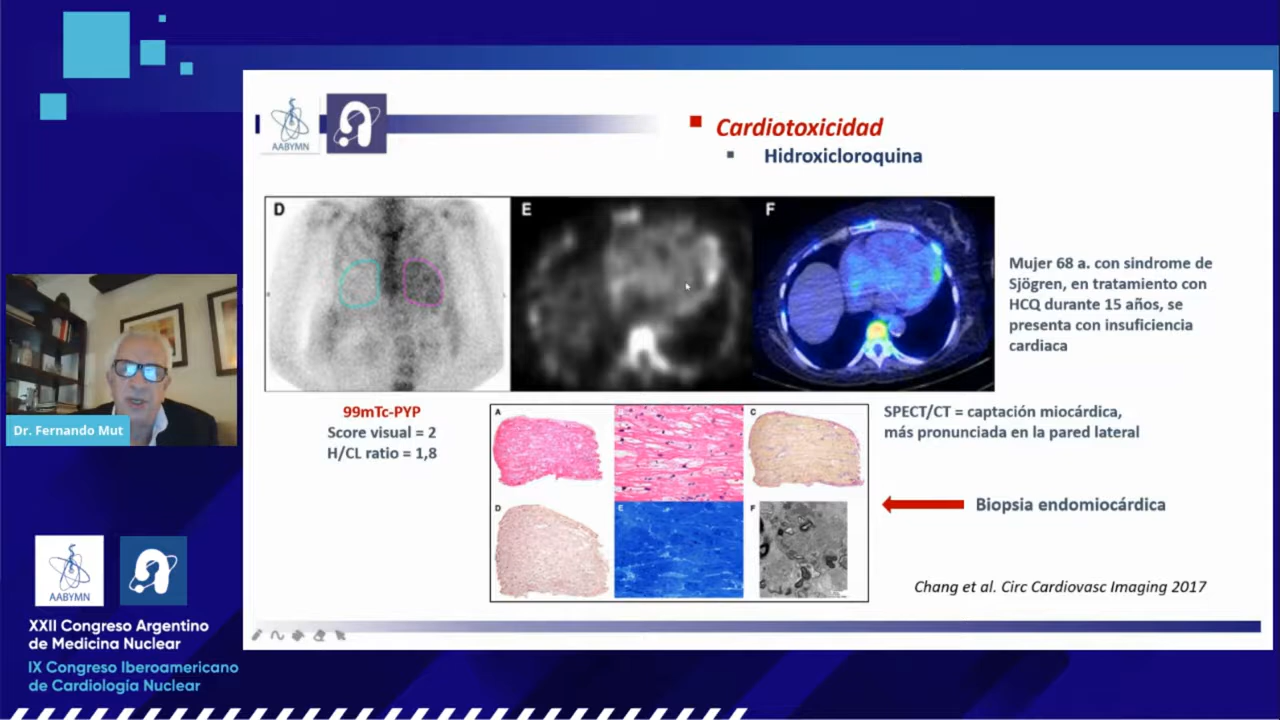 AABYMN
Cardiotoxicidad
Hidroxicloroquina
D
E
F
Mujer 68 a. con sindrome de
Sjögren, en tratamiento con
HCQ durante 15 años, se
presenta con insuficiencia
cardiaca
99mTc-PYP
Score visual = 2
H/CL ratio = 1,8
SPECT/CT = captación miocárdica,
más pronunciada en la pared lateral
A
C
D
E
F
Biopsia endomiocárdica
Chang et al. Circ Cardiovasc Imaging 2017
Dr. Fernando Mut
AABYMN
XXII Congreso Argentino
de Medicina Nuclear
IX Congreso Iberoamericano
de Cardiología Nuclear